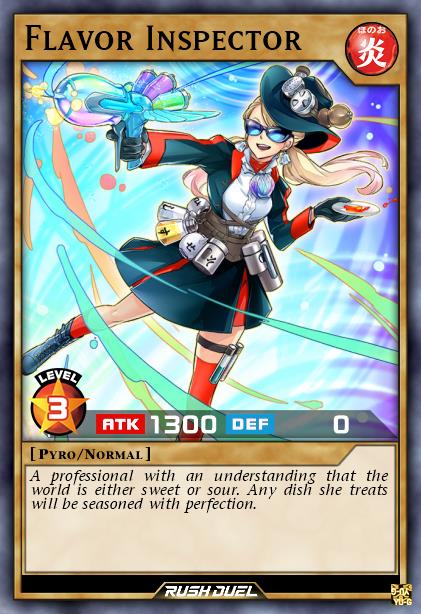 Flavor Inspector
ほのお
炎
LEVEL
3
ATK 1300 DEF 0
[Pyro/Normal]
A professional with an understanding that the
world is either sweet or sour. Any dish she treats
will be seasoned with perfection.
RUSH DUEL